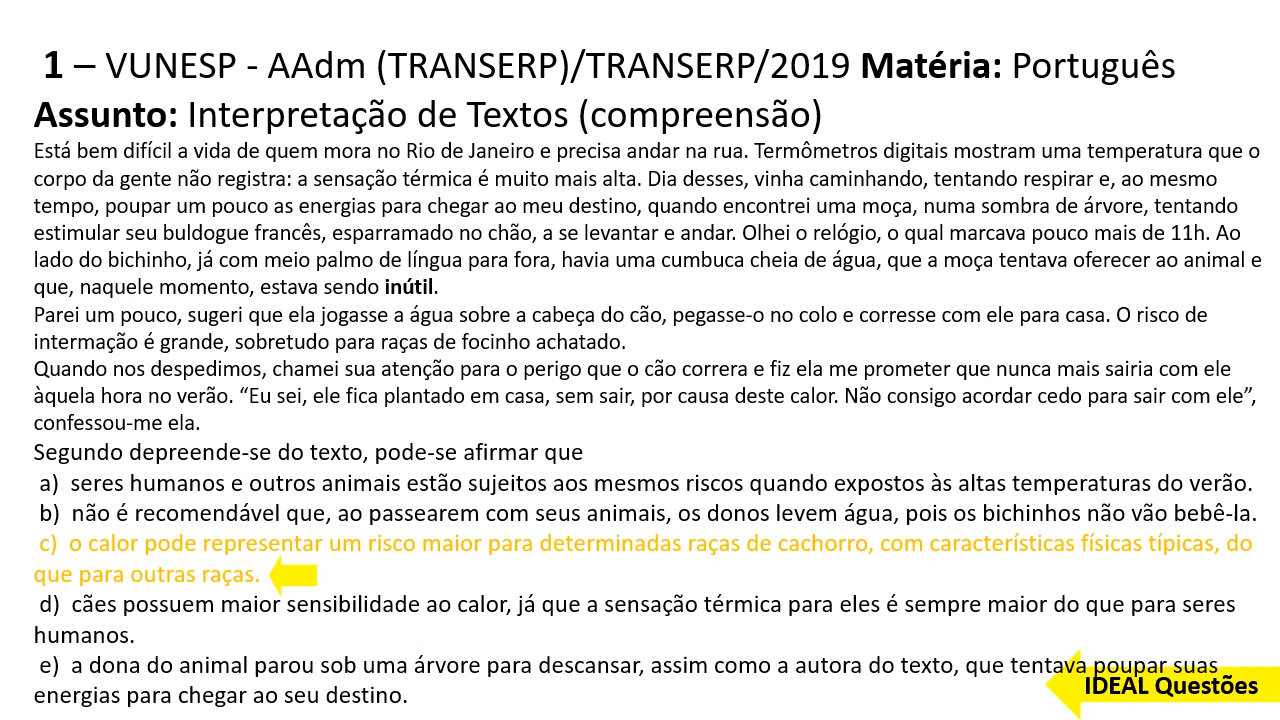 1 – VUNESP - AAdm (TRANSERP)/TRANSERP/2019 Matéria: Português
Assunto: Interpretação de Textos (compreensão)
Está bem difícil a vida de quem mora no Rio de Janeiro e precisa andar na rua. Termômetros digitais mostram uma temperatura que o
corpo da gente não registra: a sensação térmica é muito mais alta. Dia desses, vinha caminhando, tentando respirar e, ao mesmo
tempo, poupar um pouco as energias para chegar ao meu destino, quando encontrei uma moça, numa sombra de árvore, tentando
estimular seu buldogue francês, esparramado no chão, a se levantar e andar. Olhei o relógio, o qual marcava pouco mais de 11h. Ao
lado do bichinho, já com meio palmo de língua para fora, havia uma cumbuca cheia de água, que a moça tentava oferecer ao animal e
que, naquele momento, estava sendo inútil.
Parei um pouco, sugeri que ela jogasse a água sobre a cabeça do cão, pegasse-o no colo e corresse com ele para casa. O risco de
intermação é grande, sobretudo para raças de focinho achatado.
Quando nos despedimos, chamei sua atenção para o perigo que o cão correra e fiz ela me prometer que nunca mais sairia com ele
àquela hora no verão. “Eu sei, ele fica plantado em casa, sem sair, por causa deste calor. Não consigo acordar cedo para sair com ele”,
confessou-me ela.
Segundo depreende-se do texto, pode-se afirmar que
a) seres humanos e outros animais estão sujeitos aos mesmos riscos quando expostos às altas temperaturas do verão.
b) não é recomendável que, ao passearem com seus animais, os donos levem água, pois os bichinhos não vão bebê-la.
c) o calor pode representar um risco maior para determinadas raças de cachorro, com características físicas típicas, do
que para outras raças.
d) cães possuem maior sensibilidade ao calor, já que a sensação térmica para eles é sempre maior do que para seres
humanos.
e) a dona do animal parou sob uma árvore para descansar, assim como a autora do texto, que tentava poupar suas
energias para chegar ao seu destino.
IDEAL Questões